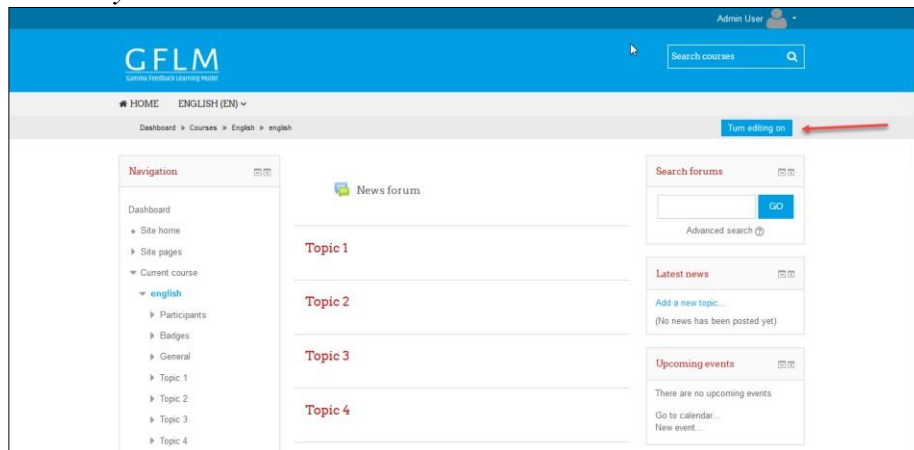 Admin User
GFLM
Gamma Feedback Learning Model
Search courses
HOME ENGLISH (EN)
Dashboard » Courses » English » english
Turn editing on
Navigation
Dashboard
Site home
Site pages
Current course
english
Participants
Badges
General
Topic 1
Topic 2
Topic 3
Topic 4
News forum
Topic 1
Topic 2
Topic 3
Topic 4
Search forums
GO
Advanced search
Latest news
Add a new topic...
(No news has been posted yet)
Upcoming events
There are no upcoming events
Go to calendar...
New event...